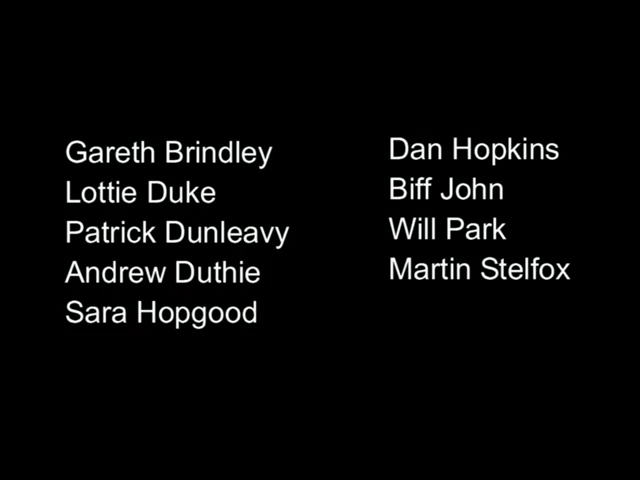 Gareth Brindley
Lottie Duke
Patrick Dunleavy
Andrew Duthie
Sara Hopgood
Dan Hopkins
Biff John
Will Park
Martin Stelfox